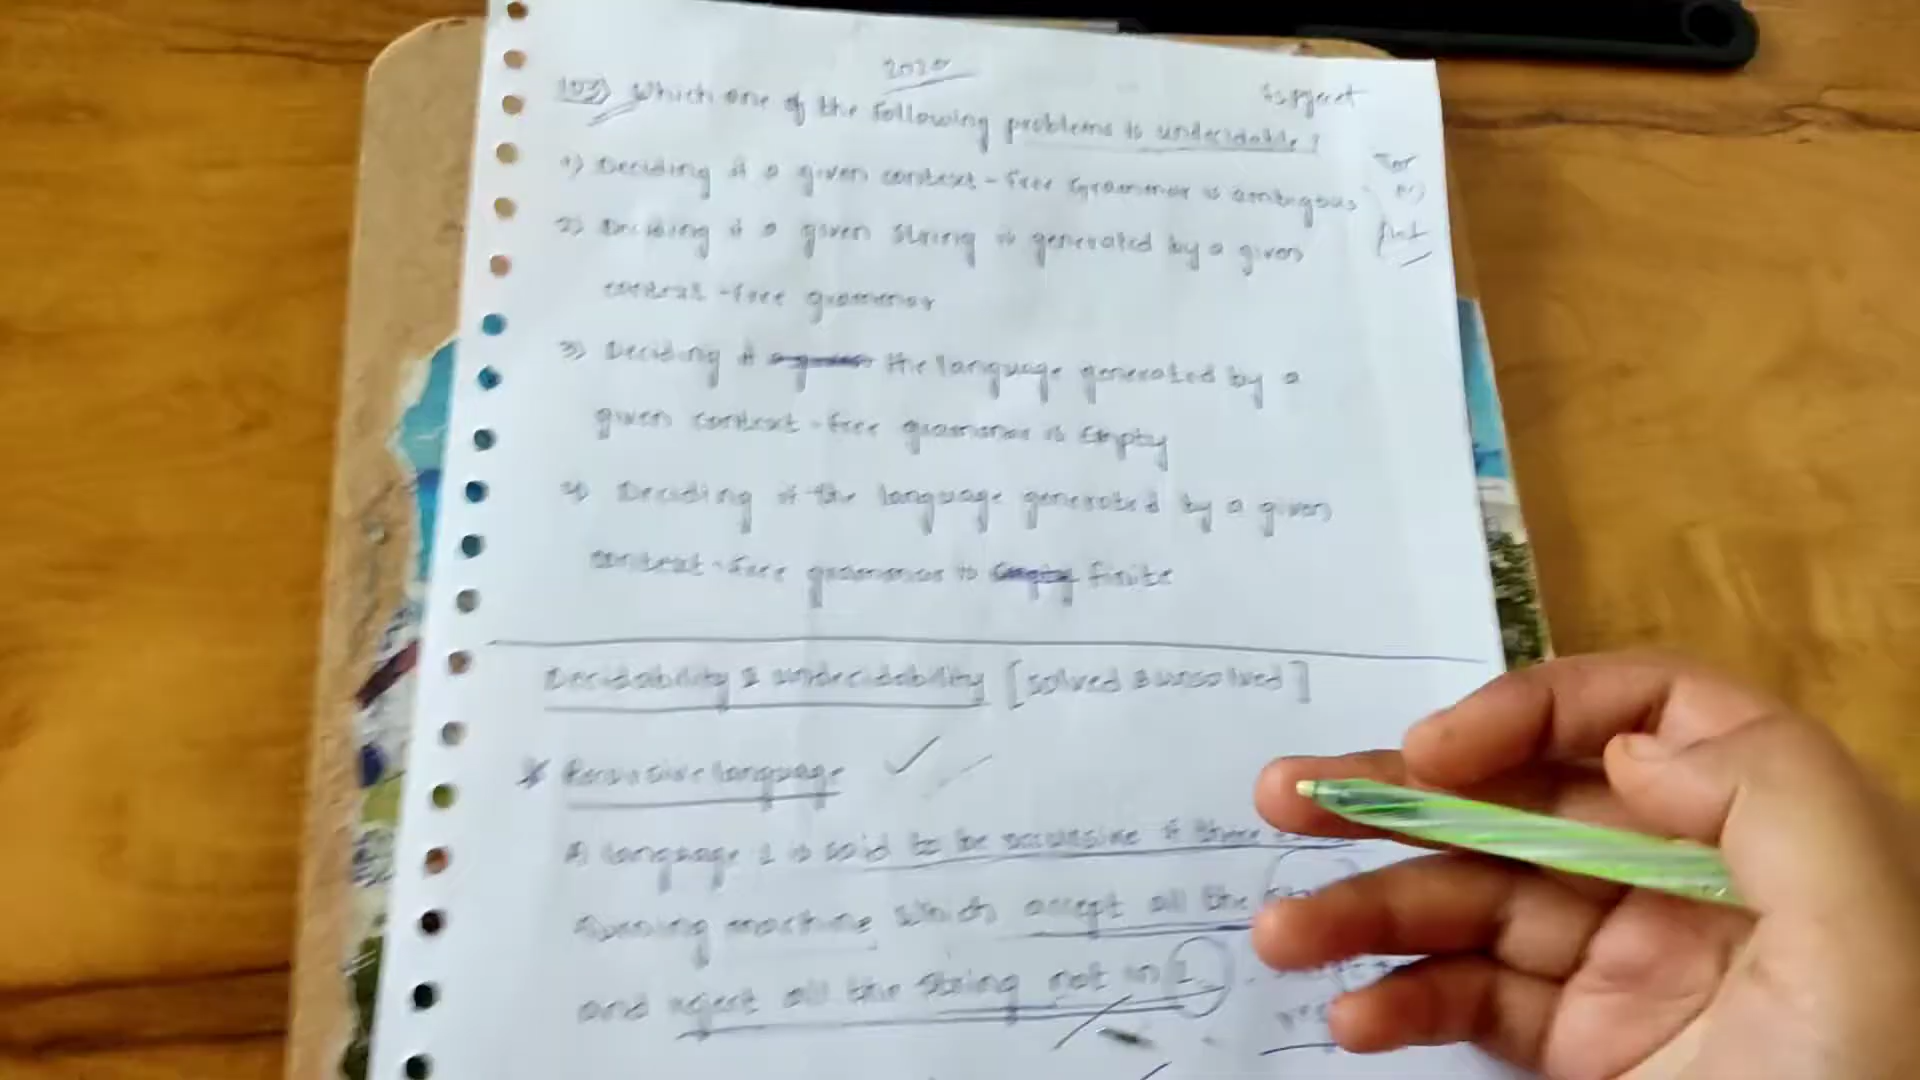 2020
103) Which one of the following problems is undecidable?
1) Deciding if a given context-free grammar is ambigous
2) Deciding if a given string is generated by a given
context-free grammar
3) Deciding if the language generated by a
given context-free grammar is Empty
4) Deciding if the language generated by a given
context-free grammar is finite
Decidability & undecidability [solved & unsolved]
* Recursive language
A language L is said to be recursive if there
Turning machine which accept all the
and reject all the string not in L